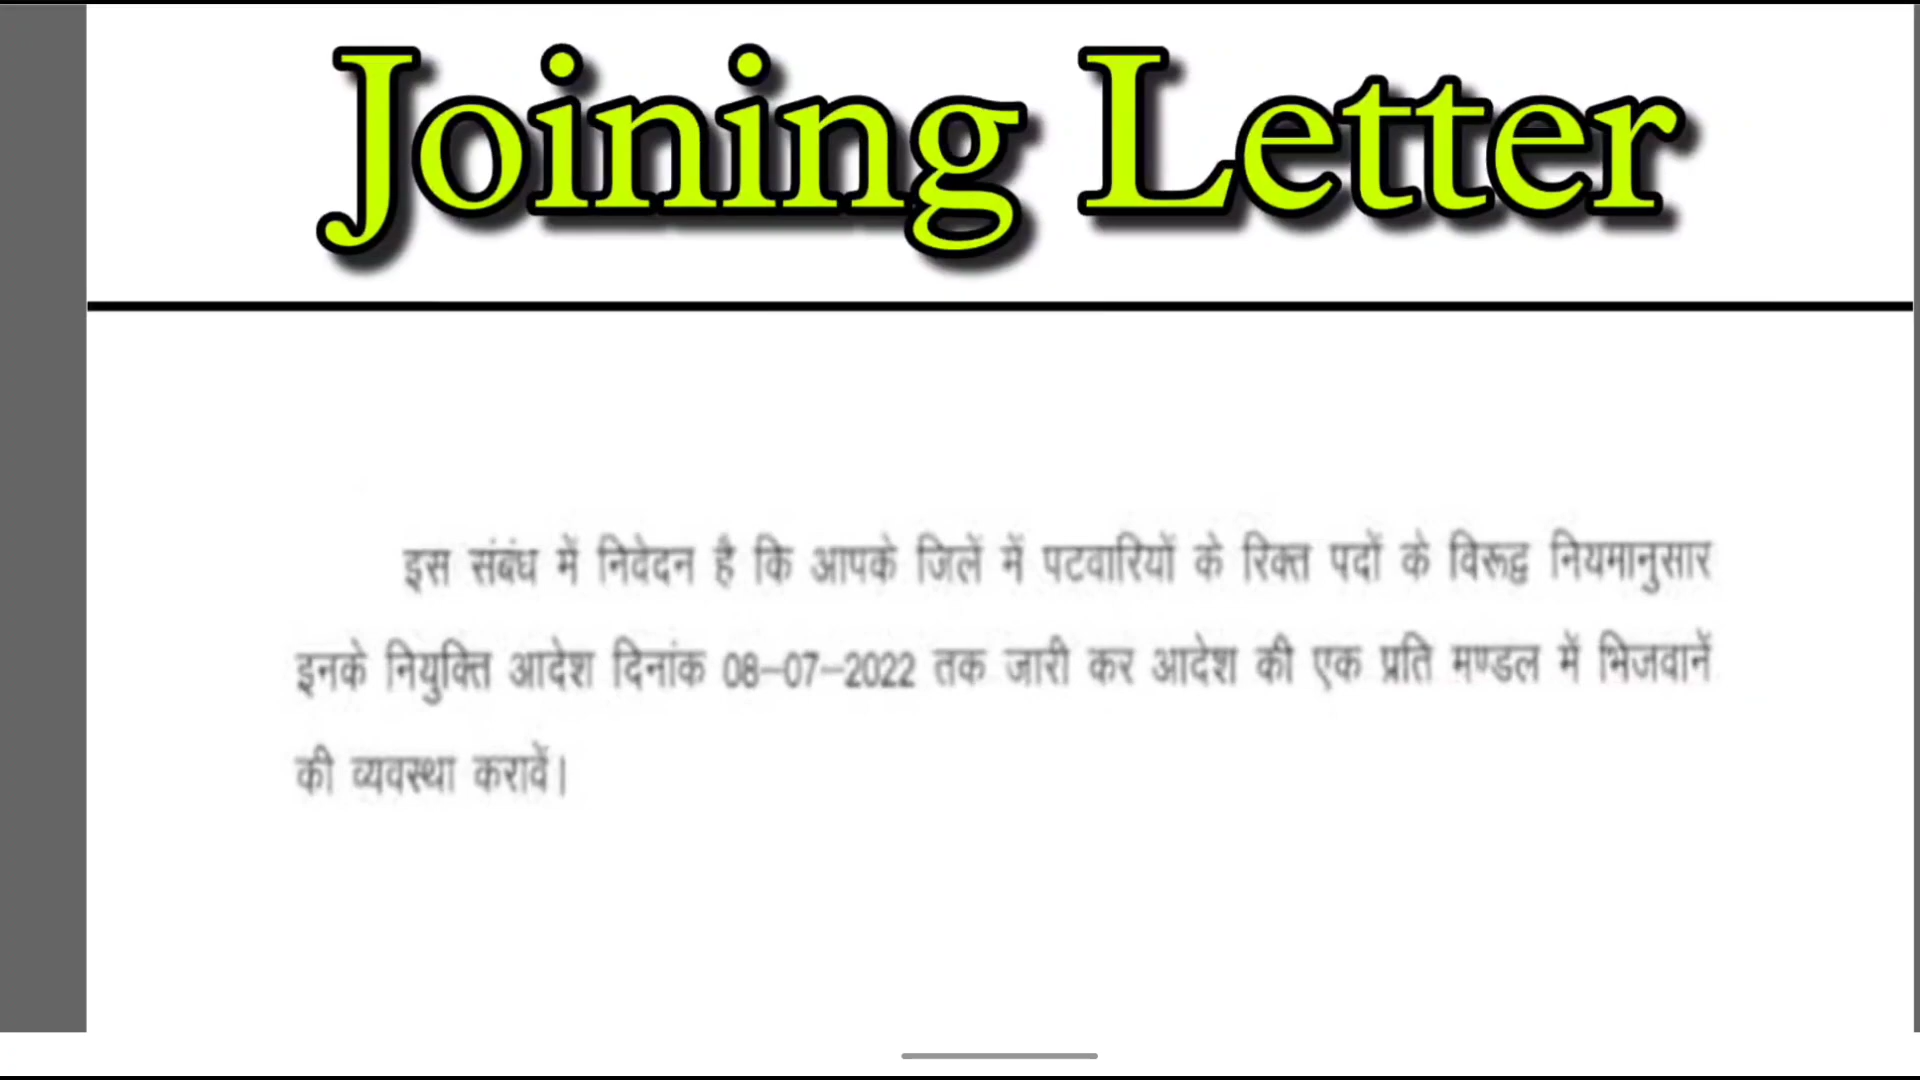 Joining Letter
इस संबंध में निवेदन है कि आपके जिलें में पटवारियों के रिक्त पदों के विरूद्व नियमानुसार
इनके नियुक्ति आदेश दिनांक 08-07-2022 तक जारी कर आदेश की एक प्रति मण्डल में भिजवानें
की व्यवस्था करावें।